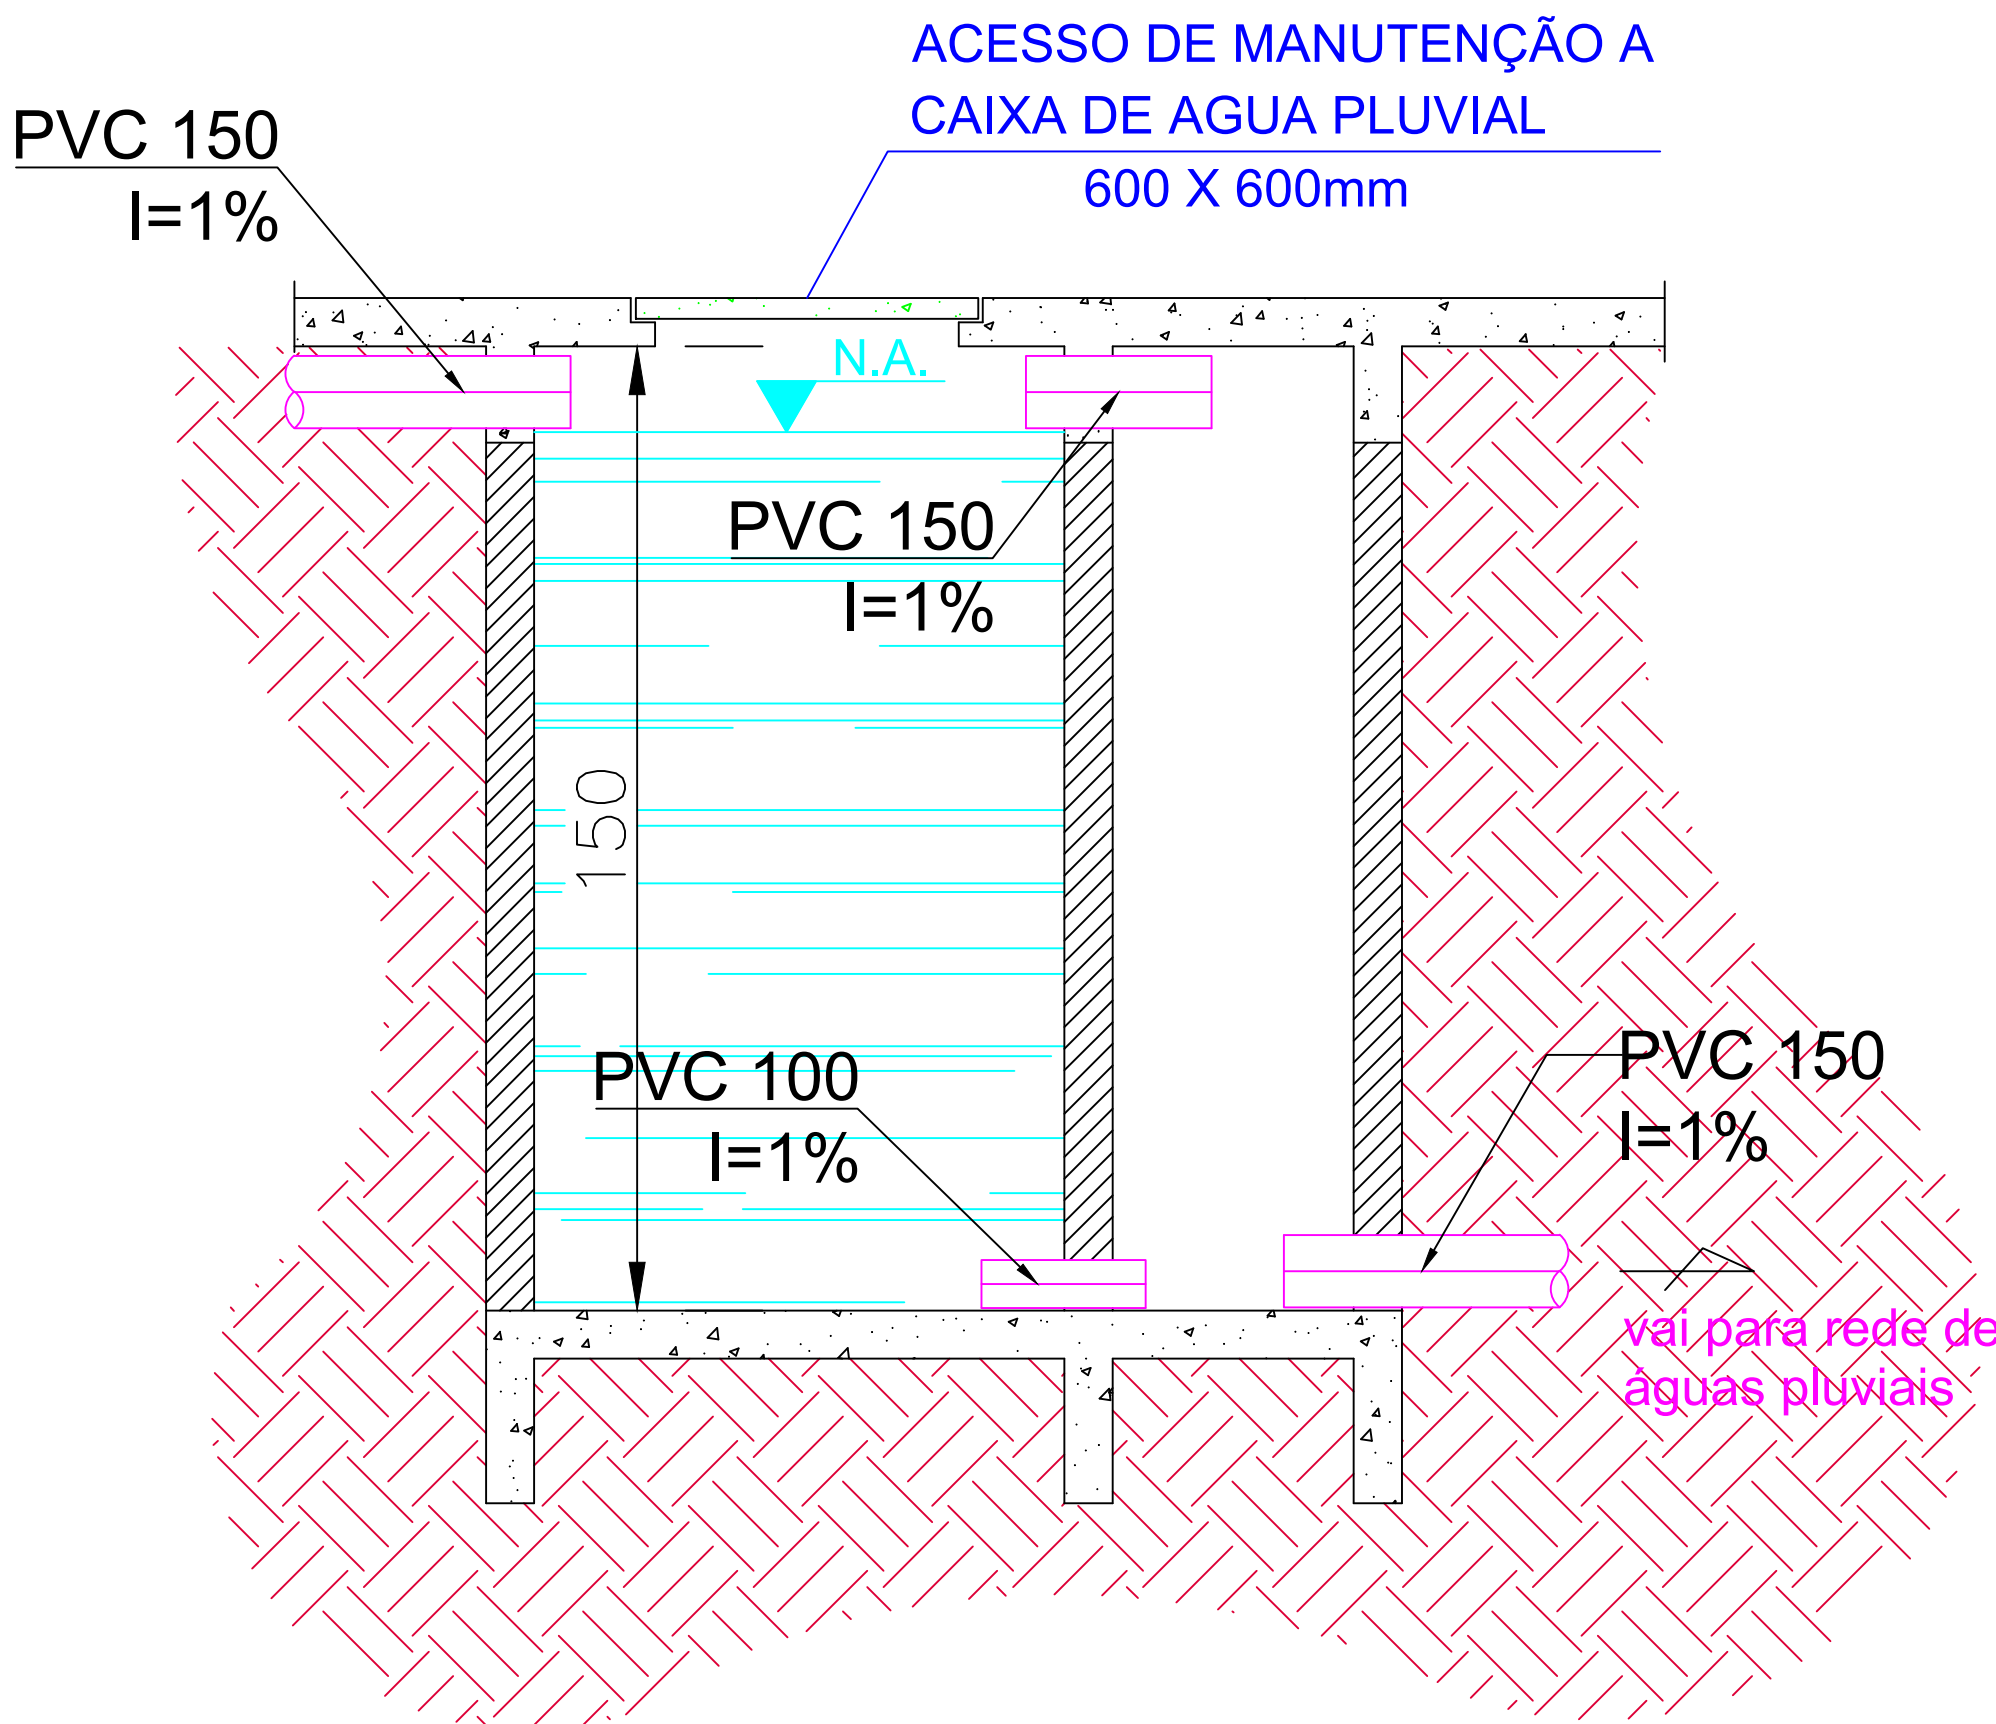 ACESSO DE MANUTENÇÃO A
CAIXA DE AGUA PLUVIAL
600 X 600mm
PVC 150
I=1%
N.A.
PVC 150
I=1%
150
PVC 100
I=1%
PVC 150
I=1%
vai para rede de
águas pluviais